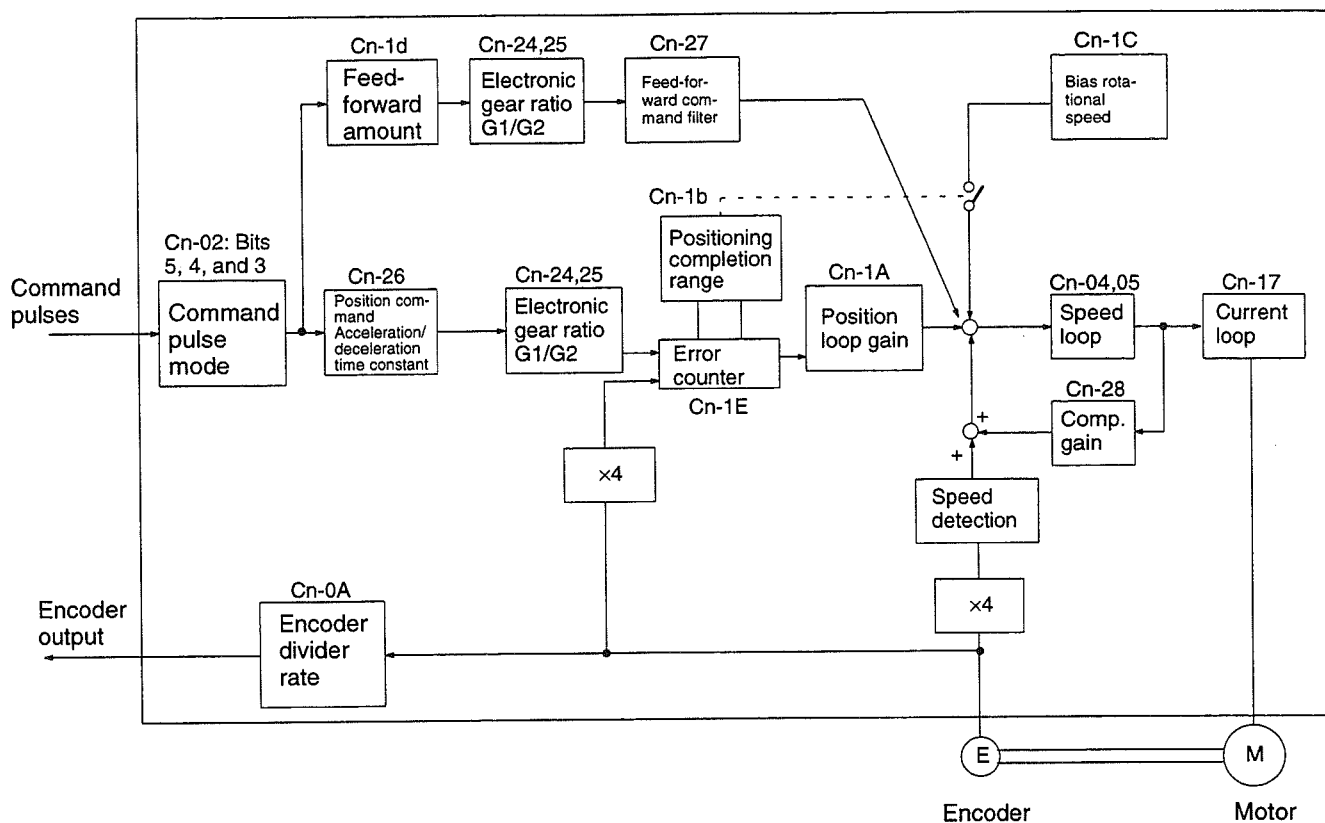 Cn-1d
Feed-
forward
amount
Cn-24,25
Electronic
gear ratio
G1/G2
Cn-27
Feed-for-
ward com-
mand filter
Cn-1C
Bias rota-
tional
speed
Command
pulses
Cn-02: Bits
5, 4, and 3
Command
pulse
mode
Cn-26
Position com-
mand
Acceleration/
deceleration
time constant
Cn-24,25
Electronic
gear ratio
G1/G2
Cn-1b
Positioning
completion
range
Error
counter
Cn-1E
Cn-1A
Position
loop gain
Cn-04,05
Speed
loop
Cn-17
Current
loop
Cn-28
Comp.
gain
+
+
×4
Speed
detection
×4
Encoder
output
Cn-0A
Encoder
divider
rate
E
M
Encoder
Motor